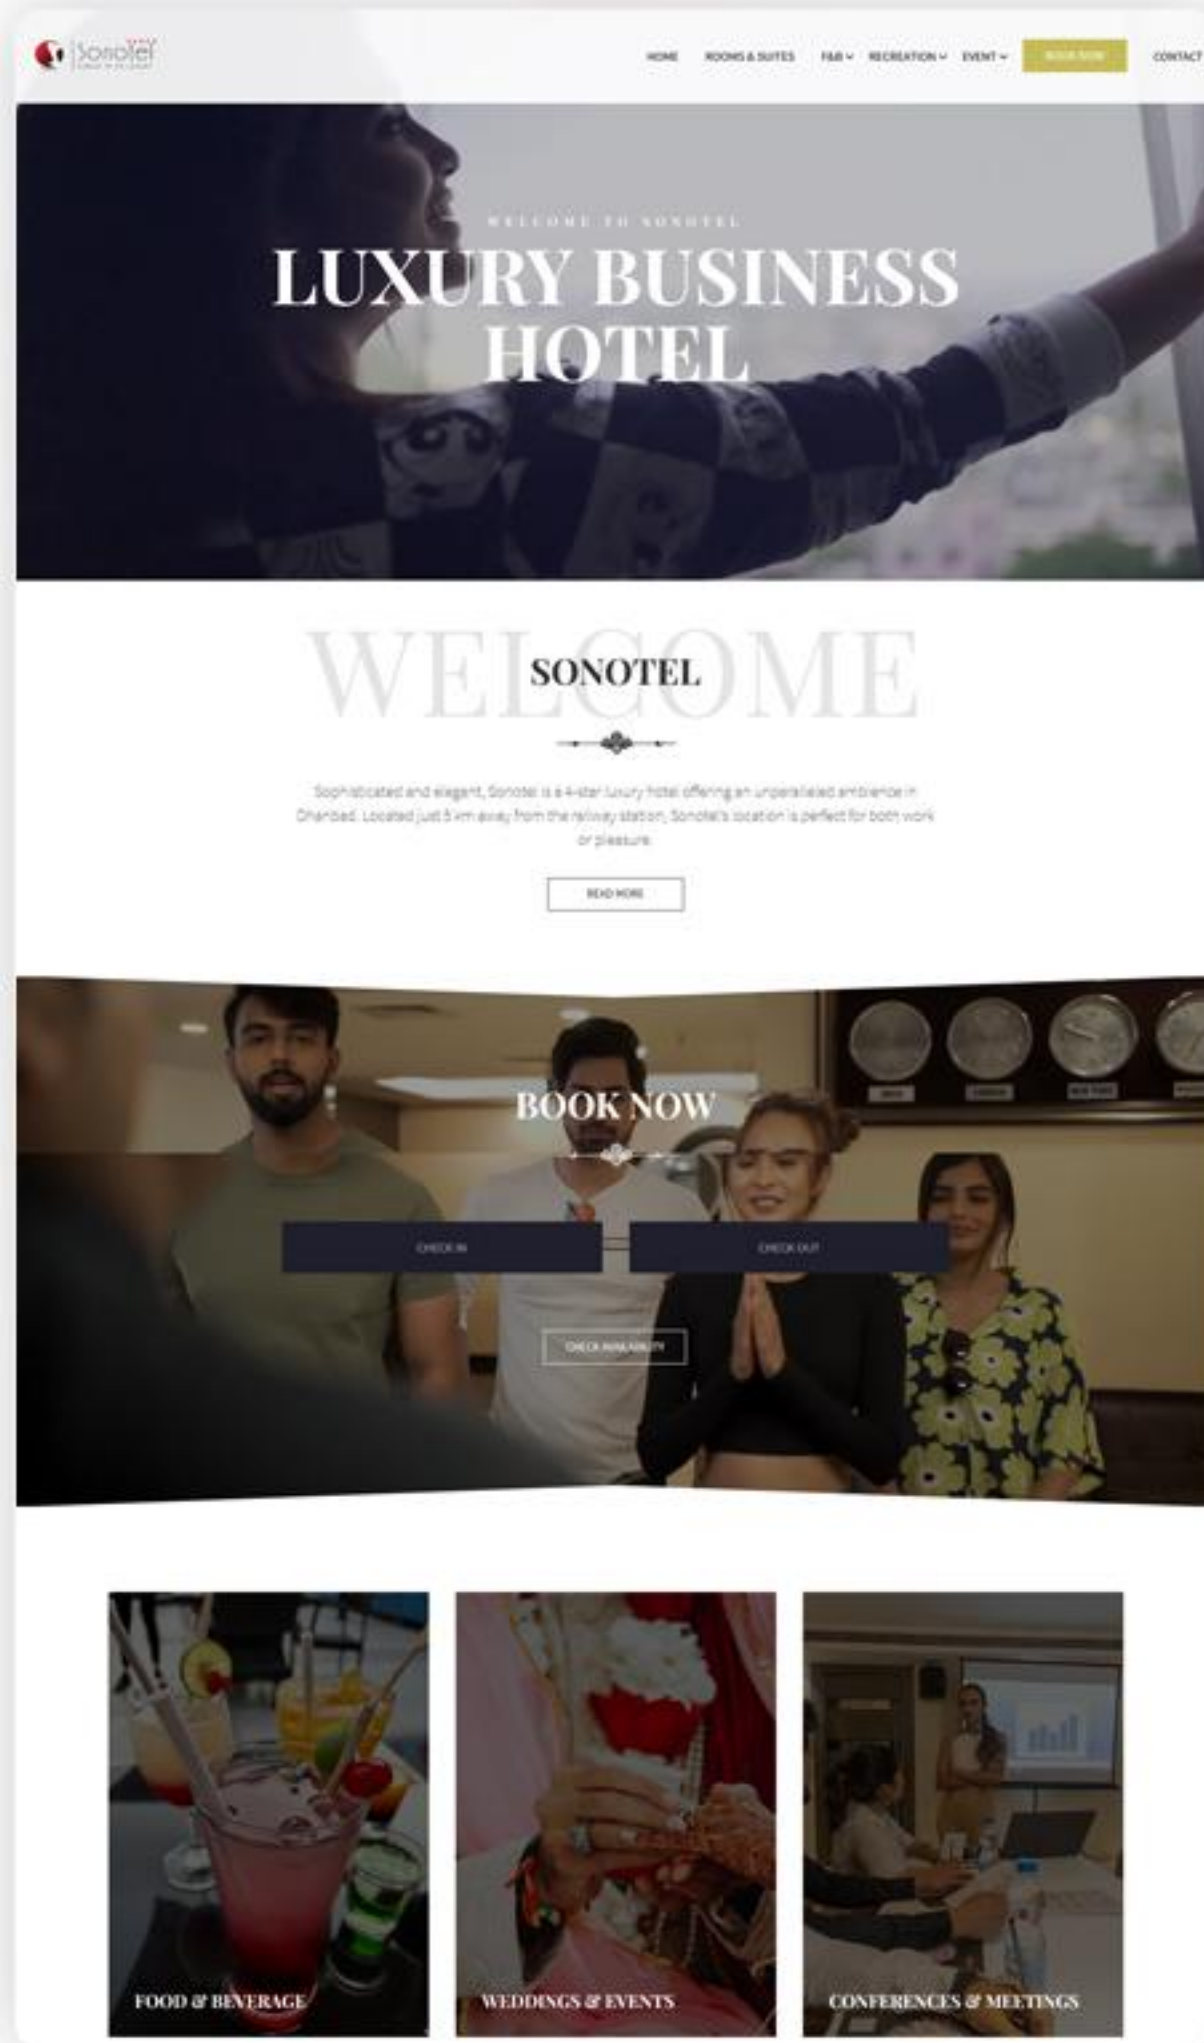 Sonotel
HOME ROOMS & SUITES F&B RECREATION EVENT BOOK NOW CONTACT
WELCOME TO SONOTEL
LUXURY BUSINESS
HOTEL
WELCOME
SONOTEL
Sophisticated and elegant, Sonotel is a 4-star luxury hotel offering an unparalleled ambience in
Dhanbad. Located just 5 km away from the railway station, Sonotel's location is perfect for both work
or pleasure.
READ MORE
BOOK NOW
NEW YORK
CHECK IN CHECK OUT
CHECK AVAILABILITY
FOOD & BEVERAGE
WEDDINGS & EVENTS
CONFERENCES & MEETINGS